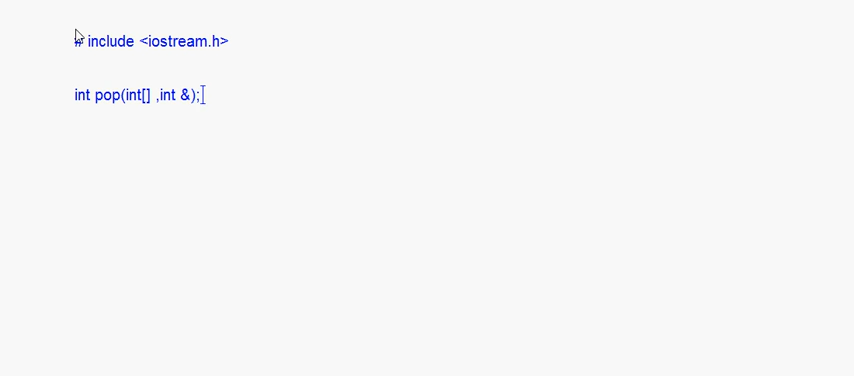 # include <iostream.h>
int pop(int[] ,int &);